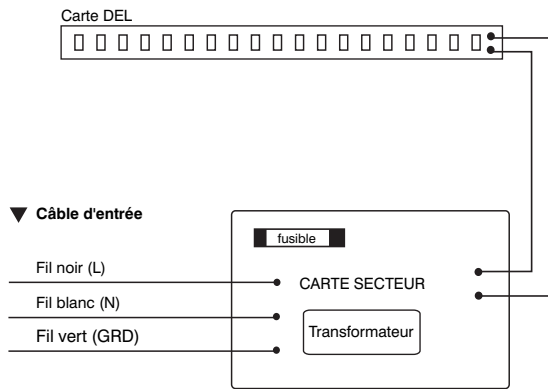 Carte DEL
Câble d'entrée
fusible
Fil noir (L)
CARTE SECTEUR
Fil blanc (N)
Transformateur
Fil vert (GRD)